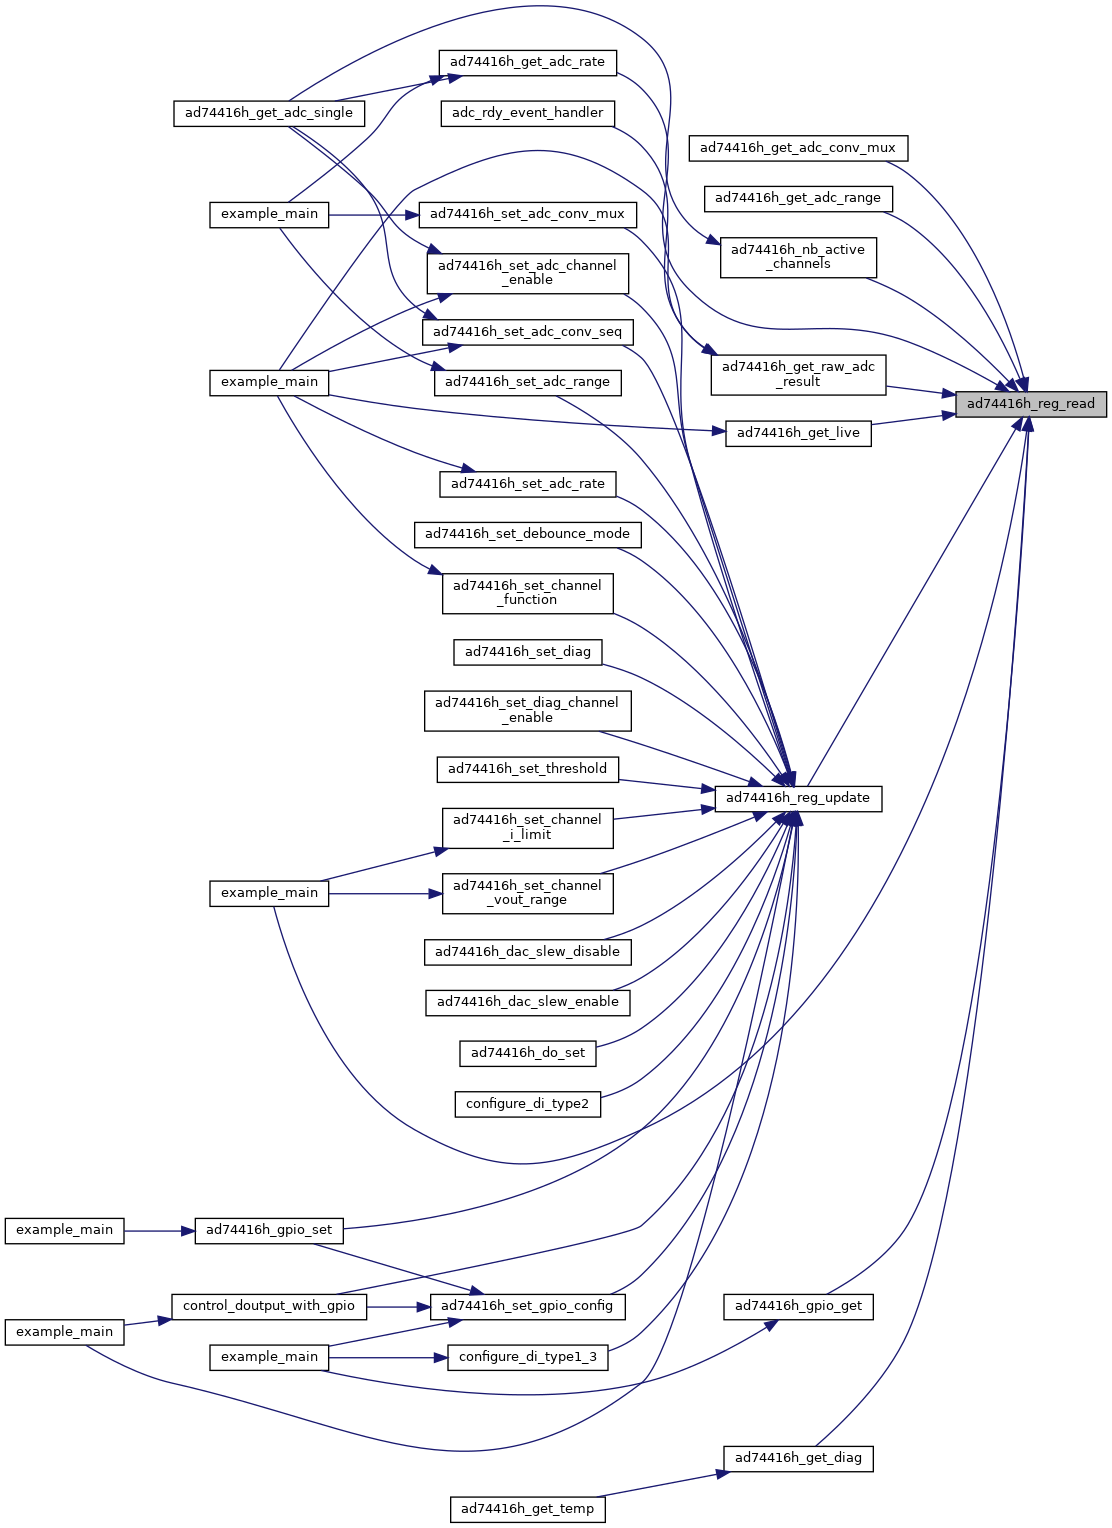 ad74416h_get_adc_rate
ad74416h_get_adc_single
adc_rdy_event_handler
ad74416h_get_adc_conv_mux
ad74416h_get_adc_range
example_main
ad74416h_set_adc_conv_mux
ad74416h_nb_active
_channels
ad74416h_set_adc_channel
_enable
ad74416h_set_adc_conv_seq
ad74416h_get_raw_adc
_result
example_main
ad74416h_set_adc_range
ad74416h_reg_read
ad74416h_get_live
ad74416h_set_adc_rate
ad74416h_set_debounce_mode
ad74416h_set_channel
_function
ad74416h_set_diag
ad74416h_set_diag_channel
_enable
ad74416h_set_threshold
ad74416h_reg_update
ad74416h_set_channel
_i_limit
example_main
ad74416h_set_channel
_vout_range
ad74416h_dac_slew_disable
ad74416h_dac_slew_enable
ad74416h_do_set
configure_di_type2
example_main
ad74416h_gpio_set
control_doutput_with_gpio
ad74416h_set_gpio_config
ad74416h_gpio_get
example_main
example_main
configure_di_type1_3
ad74416h_get_diag
ad74416h_get_temp